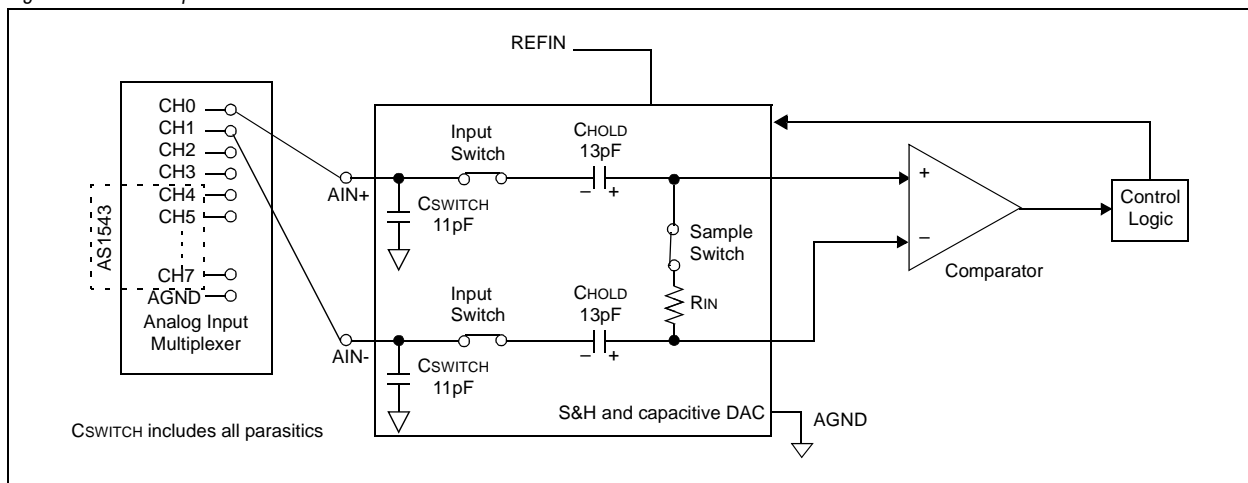 REFIN
CH0
CH1
CH2
CH3
CH4
CH5
CH7
AGND
AS1543
Analog Input
Multiplexer
AIN+
AIN-
Input
Switch
CHOLD
13pF
– +
CSWITCH
11pF
Sample
Switch
RIN
Input
Switch
CHOLD
13pF
– +
CSWITCH
11pF
S&H and capacitive DAC
AGND
+
–
Comparator
Control
Logic
CSWITCH includes all parasitics